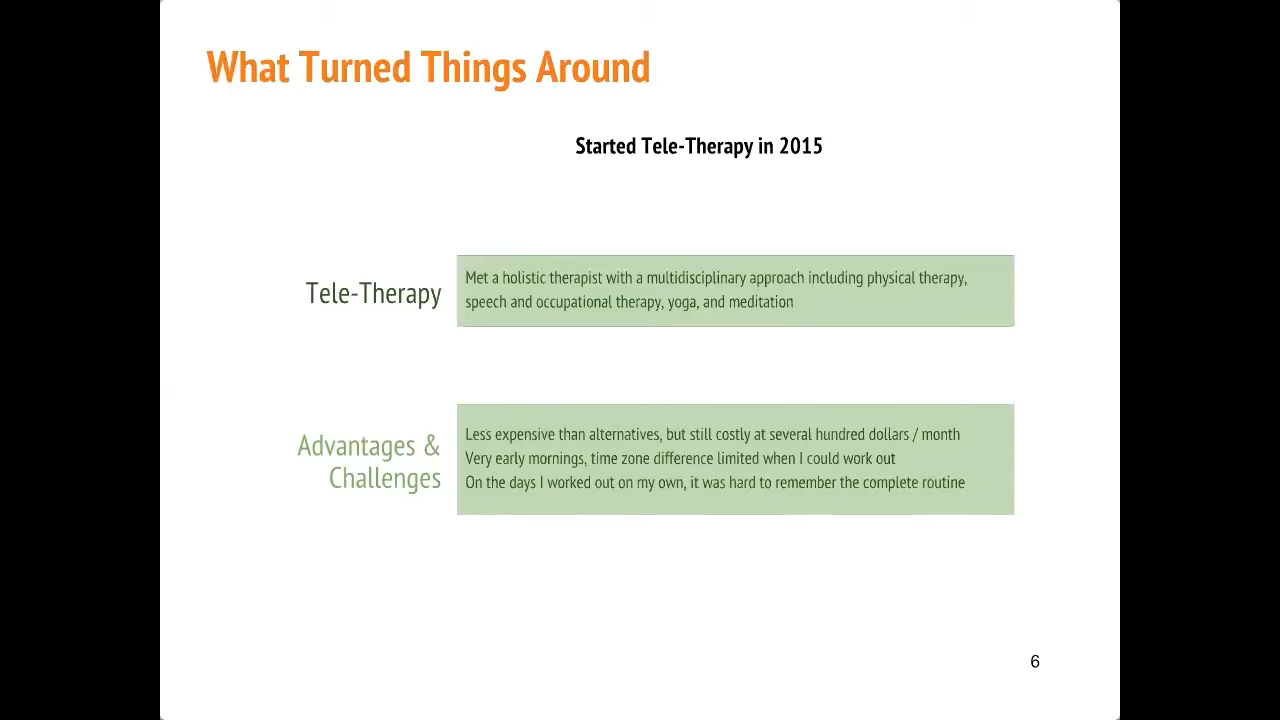 What Turned Things Around
Started Tele-Therapy in 2015
Tele-Therapy
Met a holistic therapist with a multidisciplinary approach including physical therapy,
speech and occupational therapy, yoga, and meditation
Advantages &
Challenges
Less expensive than alternatives, but still costly at several hundred dollars / month
Very early mornings, time zone difference limited when I could work out
On the days I worked out on my own, it was hard to remember the complete routine
6